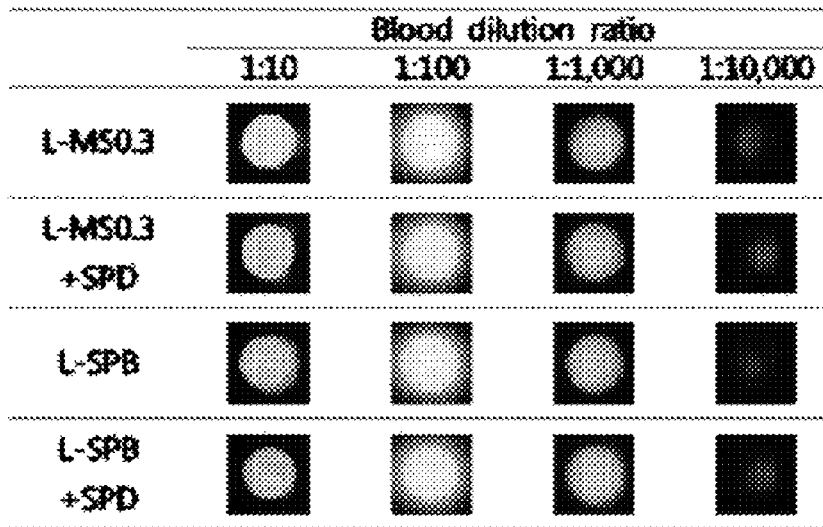 Blood dilution ratio
1:10 1:100 1:1,000 1:10,000
L-MS0.3
L-MS0.3
+SPD
L-SPB
L-SPB
+SPD